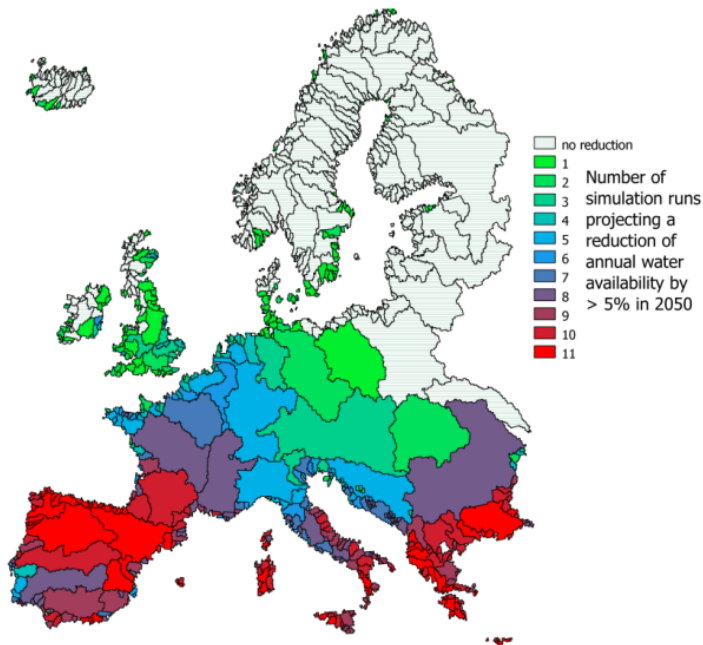 no reduction
1
2
3
4
5
6
7
8
9
10
11
Number of
simulation runs
projecting a
reduction of
annual water
availability by
> 5% in 2050